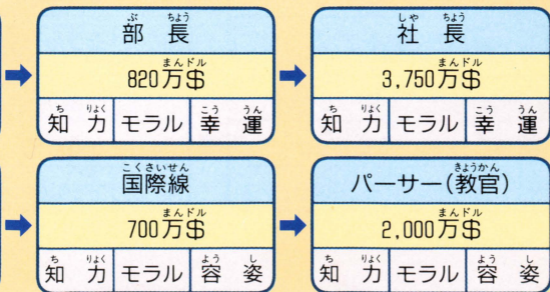 部長 社長
820万$ 3,750万$
知力 モラル 幸運 知力 モラル 幸運
国際線 パーサー(教官)
700万$ 2,000万$
知力 モラル 容姿 知力 モラル 容姿